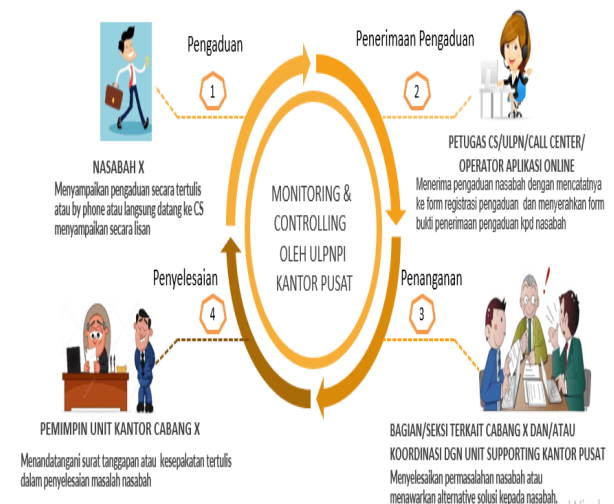 Pengaduan
1
NASABAH X
Menyampaikan pengaduan secara tertulis
atau by phone atau langsung datang ke CS
menyampaikan secara lisan
Penerimaan Pengaduan
2
PETUGAS CS/ULPN/CALL CENTER/
OPERATOR APLIKASI ONLINE
Menerima pengaduan nasabah dengan mencatatnya
ke form registrasi pengaduan dan menyerahkan form
bukti penerimaan pengaduan kpd nasabah
MONITORING &
CONTROLLING
OLEH ULPNPI
KANTOR PUSAT
Penanganan
3
BAGIAN/SEKSI TERKAIT CABANG X DAN/ATAU
KOORDINASI DGN UNIT SUPPORTING KANTOR PUSAT
Menyelesaikan permasalahan nasabah atau
menawarkan alternative solusi kepada nasabah.
Penyelesaian
4
PEMIMPIN UNIT KANTOR CABANG X
Menandatangani surat tanggapan atau kesepakatan tertulis
dalam penyelesaian masalah nasabah